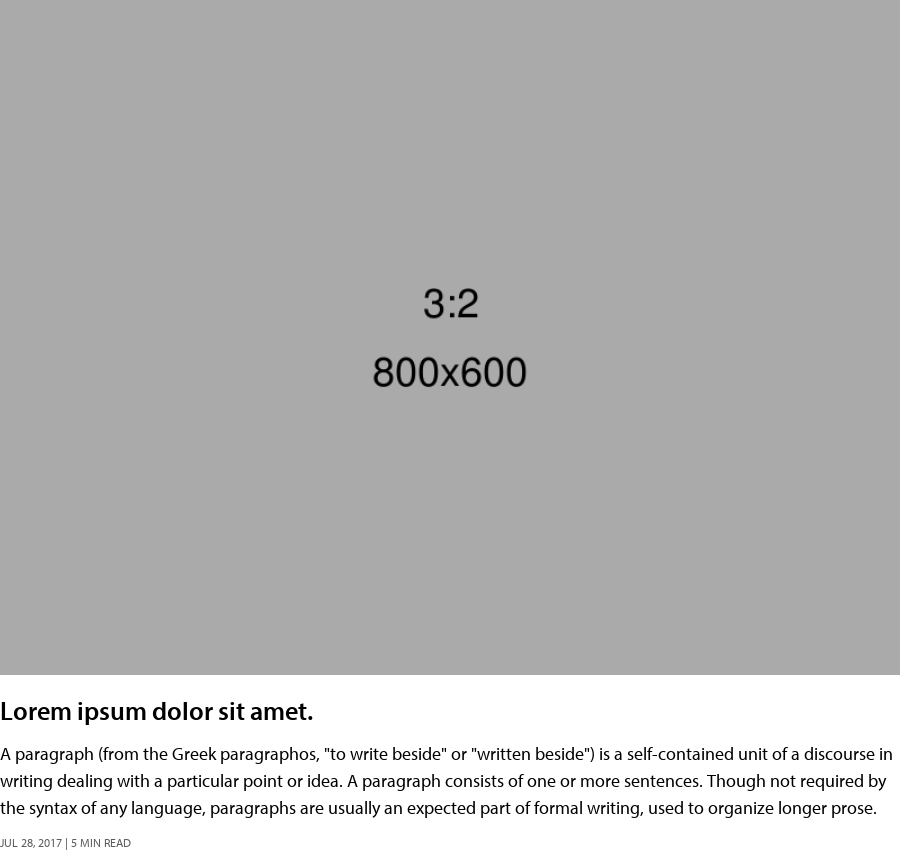 3:2
800x600
Lorem ipsum dolor sit amet.
A paragraph (from the Greek paragraphos, "to write beside" or "written beside") is a self-contained unit of a discourse in
writing dealing with a particular point or idea. A paragraph consists of one or more sentences. Though not required by
the syntax of any language, paragraphs are usually an expected part of formal writing, used to organize longer prose.
JUL 28, 2017 | 5 MIN READ